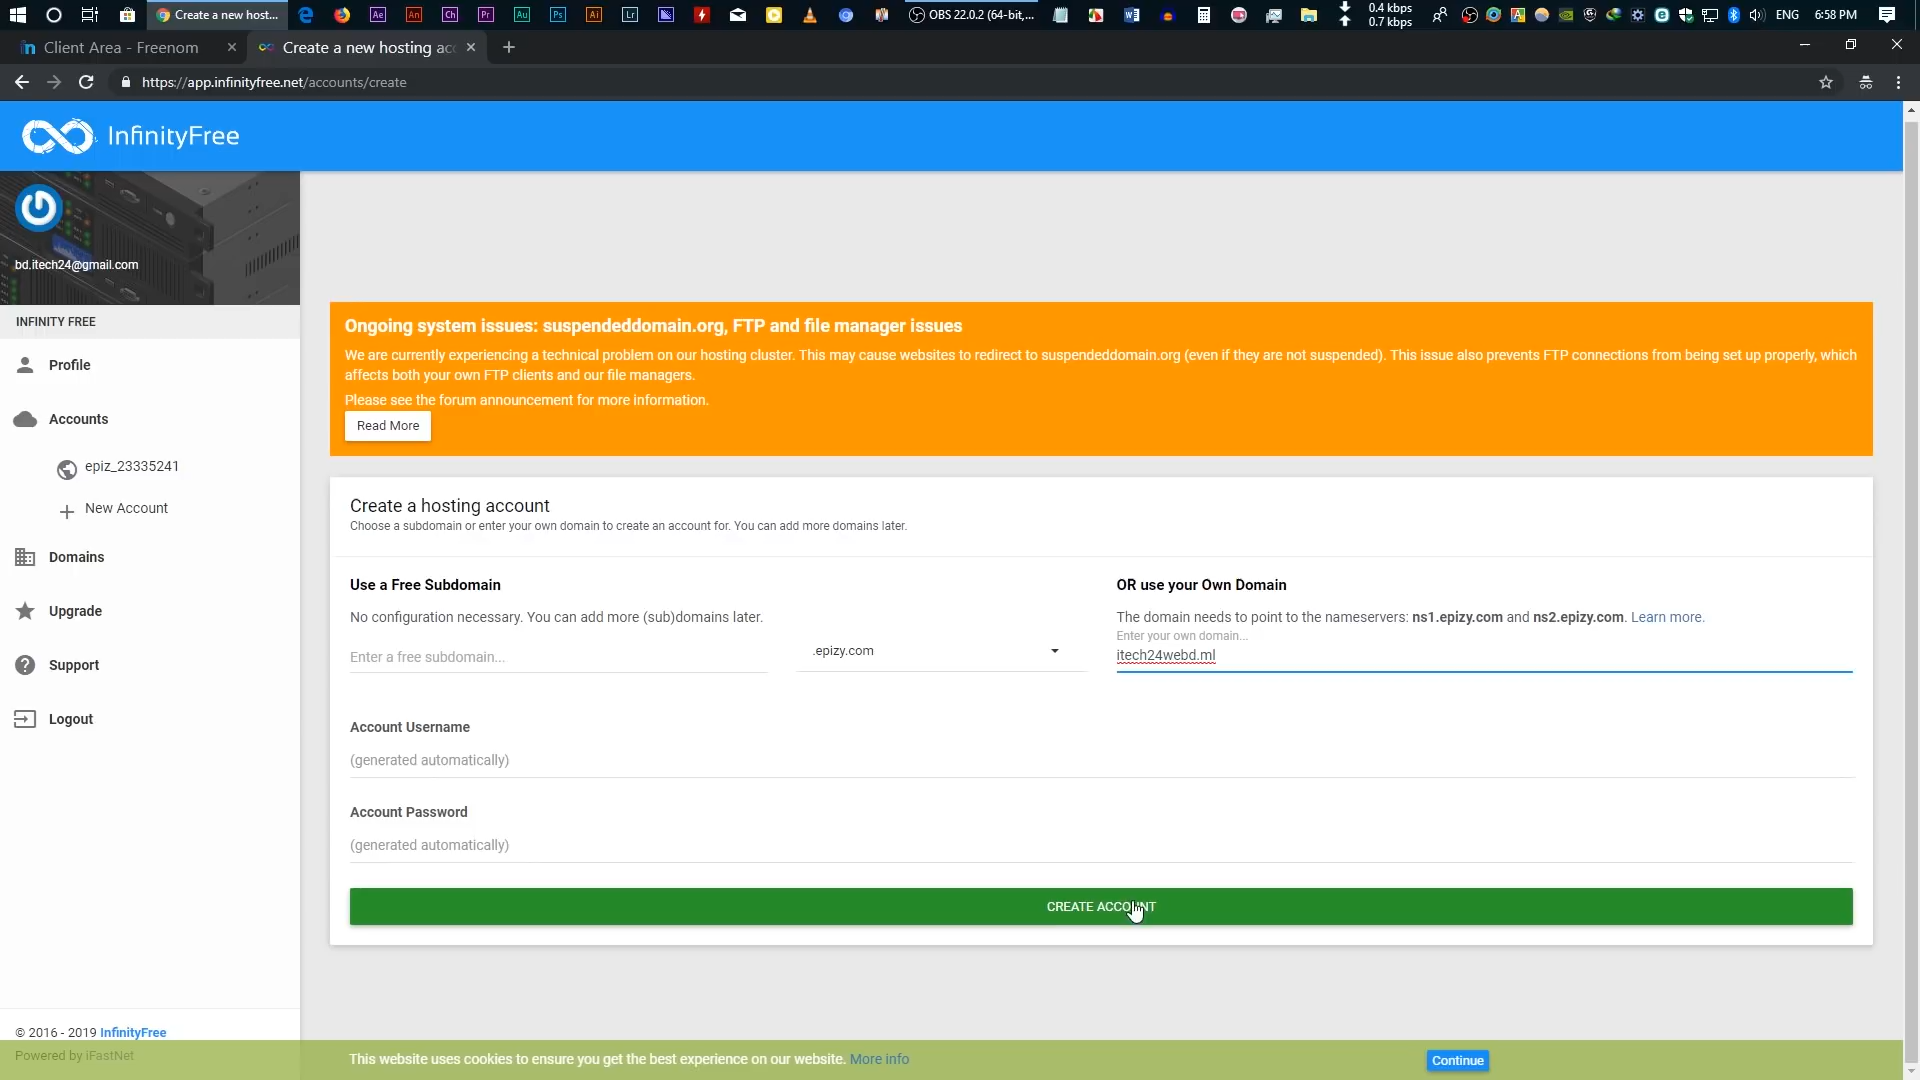 Create a new host...
Ae
An
Ch
Pr
Au
Ps
Ai
Lr
OBS 22.0.2 (64-bit,...
0.4 kbps
0.7 kbps
ENG
6:58 PM
in Client Area - Freenom
Create a new hosting acc
https://app.infinityfree.net/accounts/create
InfinityFree
bd.itech24@gmail.com
INFINITY FREE
Profile
Accounts
epiz_23335241
New Account
Domains
Upgrade
Support
Logout
© 2016 - 2019 InfinityFree
Powered by iFastNet
Ongoing system issues: suspendeddomain.org, FTP and file manager issues
We are currently experiencing a technical problem on our hosting cluster. This may cause websites to redirect to suspendeddomain.org (even if they are not suspended). This issue also prevents FTP connections from being set up properly, which
affects both your own FTP clients and our file managers.
Please see the forum announcement for more information.
Read More
Create a hosting account
Choose a subdomain or enter your own domain to create an account for. You can add more domains later.
Use a Free Subdomain
No configuration necessary. You can add more (sub)domains later.
Enter a free subdomain...
.epizy.com
OR use your Own Domain
The domain needs to point to the nameservers: ns1.epizy.com and ns2.epizy.com. Learn more.
Enter your own domain...
itech24webd.ml
Account Username
(generated automatically)
Account Password
(generated automatically)
CREATE ACCOUNT
This website uses cookies to ensure you get the best experience on our website. More info
Continue